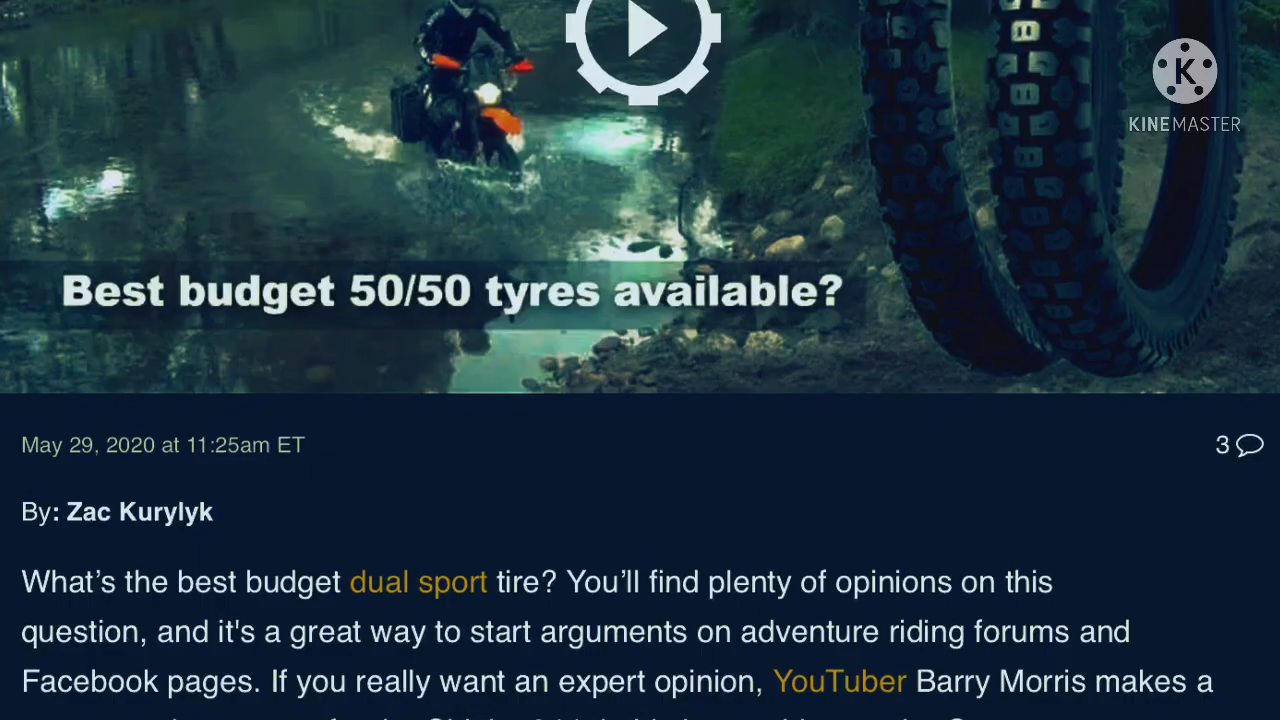 K
KINEMASTER
Best budget 50/50 tyres available?
May 29, 2020 at 11:25am ET
3
By: Zac Kurylyk
What’s the best budget dual sport tire? You’ll find plenty of opinions on this
question, and it's a great way to start arguments on adventure riding forums and
Facebook pages. If you really want an expert opinion, YouTuber Barry Morris makes a